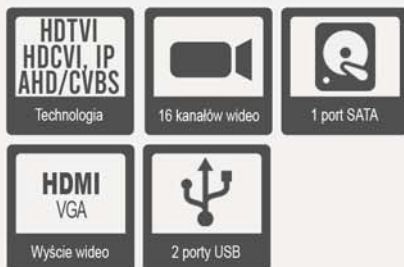 HDTVI
HDCVI, IP
AHD/CVBS
Technologia
16 kanałów wideo
1 port SATA
HDMI
VGA
Wyście wideo
2 porty USB